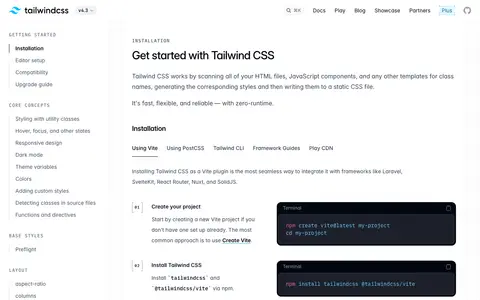 tailwindcss
v4.3
⌘K
Docs
Play
Blog
Showcase
Partners
Plus
GETTING STARTED
Installation
Editor setup
Compatibility
Upgrade guide
CORE CONCEPTS
Styling with utility classes
Hover, focus, and other states
Responsive design
Dark mode
Theme variables
Colors
Adding custom styles
Detecting classes in source files
Functions and directives
BASE STYLES
Preflight
LAYOUT
aspect-ratio
columns
INSTALLATION
Get started with Tailwind CSS
Tailwind CSS works by scanning all of your HTML files, JavaScript components, and any other templates for class
names, generating the corresponding styles and then writing them to a static CSS file.
It's fast, flexible, and reliable — with zero-runtime.
Installation
Using Vite
Using PostCSS
Tailwind CLI
Framework Guides
Play CDN
Installing Tailwind CSS as a Vite plugin is the most seamless way to integrate it with frameworks like Laravel,
SvelteKit, React Router, Nuxt, and SolidJS.
01
Create your project
Start by creating a new Vite project if you
don't have one set up already. The most
common approach is to use Create Vite.
Terminal
npm create vite@latest my-project
cd my-project
02
Install Tailwind CSS
Install `tailwindcss` and
`@tailwindcss/vite` via npm.
Terminal
npm install tailwindcss @tailwindcss/vite